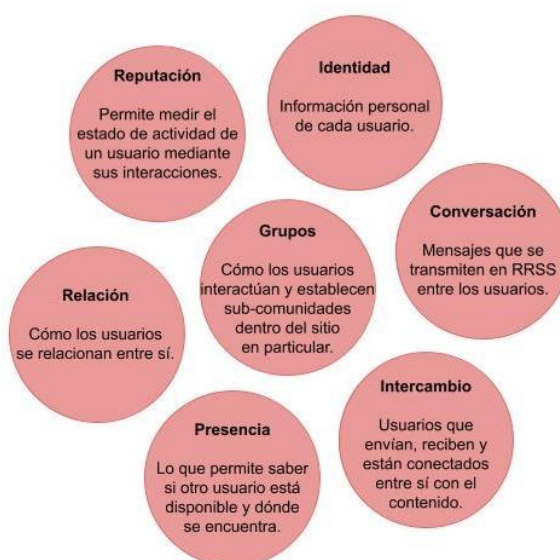 Reputación
Permite medir el
estado de actividad de
un usuario mediante
sus interacciones.
Identidad
Información personal
de cada usuario.
Conversación
Mensajes que se
transmiten en RRSS
entre los usuarios.
Grupos
Cómo los usuarios
interactúan y establecen
sub-comunidades
dentro del sitio
en particular.
Relación
Cómo los usuarios
se relacionan entre sí.
Intercambio
Usuarios que
envían, reciben y
están conectados
entre sí con el
contenido.
Presencia
Lo que permite saber
si otro usuario está
disponible y dónde
se encuentra.